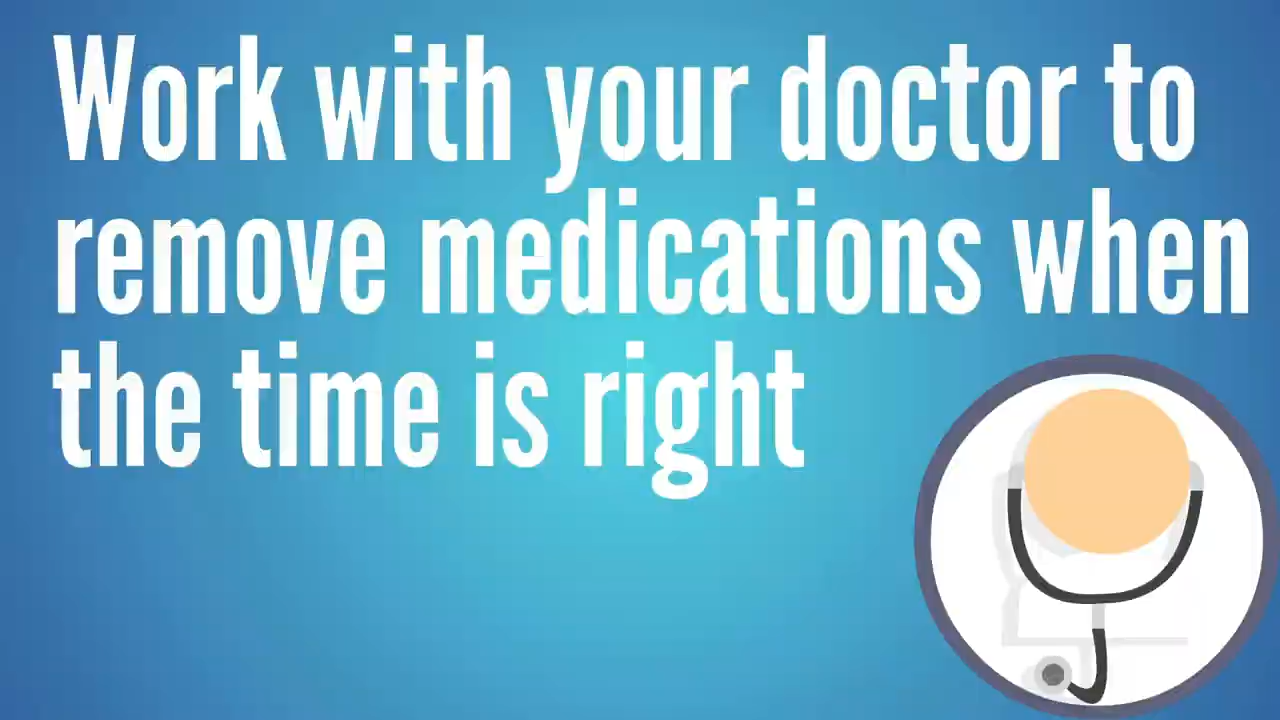 Work with your doctor to
remove medications when
the time is right